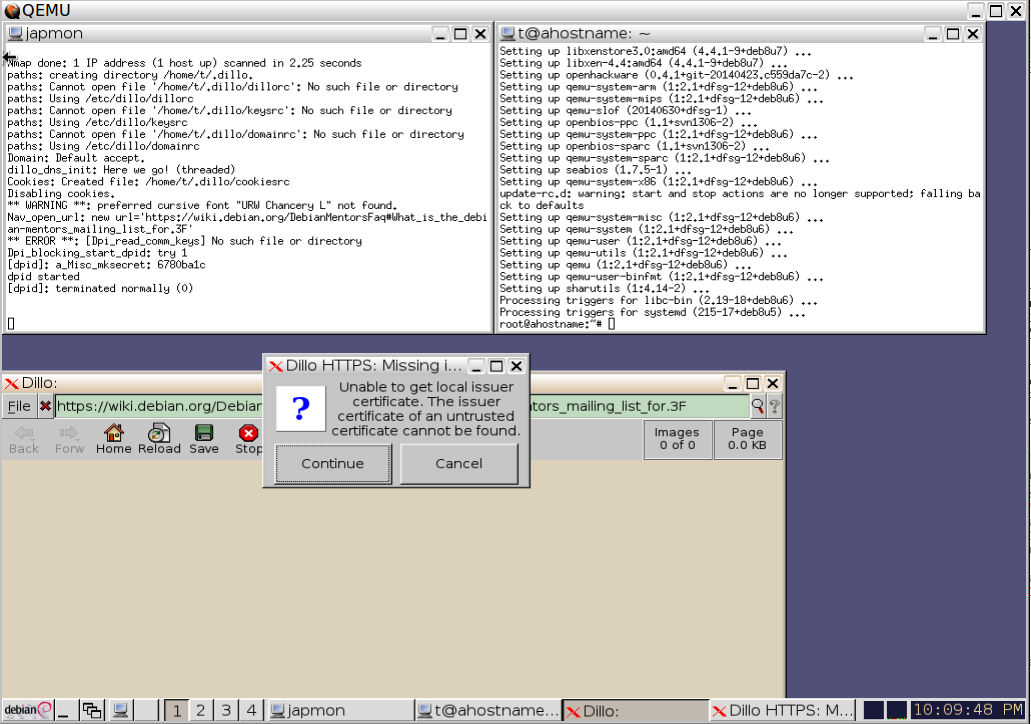 QEMU
japmon
Nmap done: 1 IP address (1 host up) scanned in 2.25 seconds
paths: creating directory /home/t/.dillo.
paths: Cannot open file '/home/t/.dillo/dillorc': No such file or directory
paths: Using /etc/dillo/dillorc
paths: Cannot open file '/home/t/.dillo/keysrc': No such file or directory
paths: Using /etc/dillo/keysrc
paths: Cannot open file '/home/t/.dillo/domainrc': No such file or directory
paths: Using /etc/dillo/domainrc
Domain: Default accept.
dillo_dns_init: Here we go! (threaded)
Cookies: Created file: /home/t/.dillo/cookiesrc
Disabling cookies.
** WARNING **: preferred cursive font "URW Chancery L" not found.
Nav_open_url: new url='https://wiki.debian.org/DebianMentorsFaq#What_is_the_debi
an-mentors_mailing_list_for.3F'
** ERROR **: [Dpi_read_comm_keys] No such file or directory
Dpi_blocking_start_dpid: try 1
[dpid]: a_Misc_mksecret: 6780ba1c
dpid started
[dpid]: terminated normally (0)
t@ahostname: ~
Setting up libxenstore3.0:amd64 (4.4.1-9+deb8u7) ...
Setting up libxen-4.4:amd64 (4.4.1-9+deb8u7) ...
Setting up openhackware (0.4.1+git-20140423.c559da7c-2) ...
Setting up qemu-system-arm (1:2.1+dfsg-12+deb8u6) ...
Setting up qemu-system-mips (1:2.1+dfsg-12+deb8u6) ...
Setting up qemu-slof (20140630+dfsg-1) ...
Setting up openbios-ppc (1.1+svn1306-2) ...
Setting up qemu-system-ppc (1:2.1+dfsg-12+deb8u6) ...
Setting up openbios-sparc (1.1+svn1306-2) ...
Setting up qemu-system-sparc (1:2.1+dfsg-12+deb8u6) ...
Setting up seabios (1.7.5-1) ...
Setting up qemu-system-x86 (1:2.1+dfsg-12+deb8u6) ...
update-rc.d: warning: start and stop actions are no longer supported; falling ba
ck to defaults
Setting up qemu-system-misc (1:2.1+dfsg-12+deb8u6) ...
Setting up qemu-system (1:2.1+dfsg-12+deb8u6) ...
Setting up qemu-user (1:2.1+dfsg-12+deb8u6) ...
Setting up qemu-utils (1:2.1+dfsg-12+deb8u6) ...
Setting up qemu (1:2.1+dfsg-12+deb8u6) ...
Setting up qemu-user-binfmt (1:2.1+dfsg-12+deb8u6) ...
Setting up sharutils (1:4.14-2) ...
Processing triggers for libc-bin (2.19-18+deb8u6) ...
Processing triggers for systemd (215-17+deb8u5) ...
root@ahostname:~#
Dillo HTTPS: Missing i...
Unable to get local issuer
certificate. The issuer
certificate of an untrusted
certificate cannot be found.
?
Continue Cancel
Dillo:
File https://wiki.debian.org/Debian tors_mailing_list_for.3F ?
Back Forw Home Reload Save Stop
Images
0 of 0
Page
0.0 KB
debian 1 2 3 4 japmon t@ahostname... Dillo: Dillo HTTPS: M... 10:09:48 PM